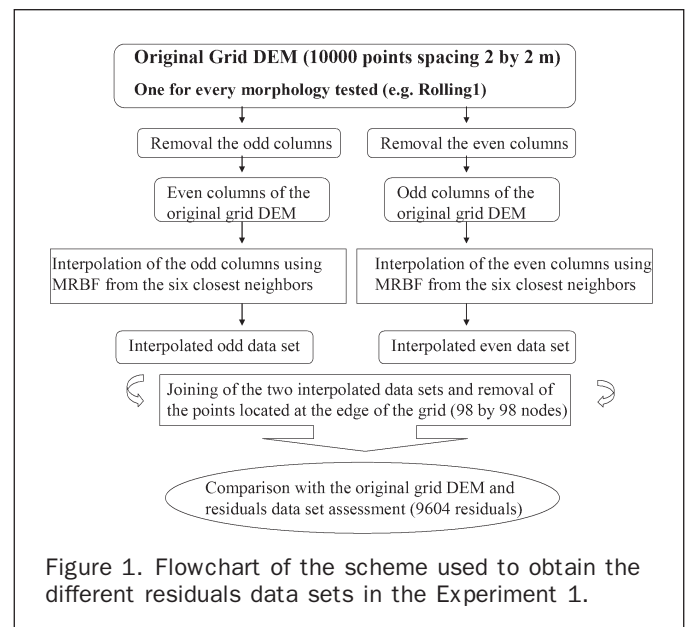 Original Grid DEM (10000 points spacing 2 by 2 m)
One for every morphology tested (e.g. Rolling1)
Removal the odd columns
Removal the even columns
Even columns of the
original grid DEM
Odd columns of the
original grid DEM
Interpolation of the odd columns using
MRBF from the six closest neighbors
Interpolation of the even columns using
MRBF from the six closest neighbors
Interpolated odd data set
Interpolated even data set
Joining of the two interpolated data sets and removal of
the points located at the edge of the grid (98 by 98 nodes)
Comparison with the original grid DEM and
residuals data set assessment (9604 residuals)
Figure 1. Flowchart of the scheme used to obtain the
different residuals data sets in the Experiment 1.